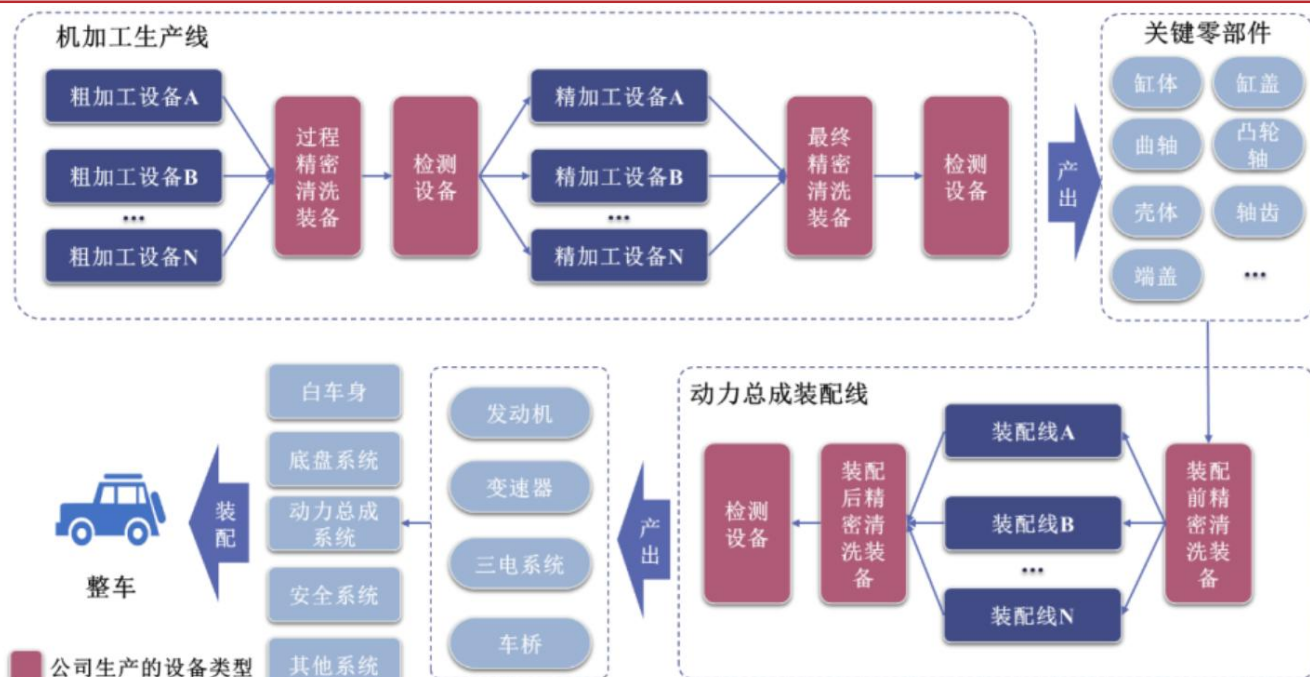 机加工生产线
粗加工设备A
粗加工设备B
...
粗加工设备N
过程
精密
清洗
装备
检测
设备
精加工设备A
精加工设备B
...
精加工设备N
最终
精密
清洗
装备
检测
设备
产
出
关键零部件
缸体
缸盖
曲轴
凸轮
轴
壳体
轴齿
端盖
...
动力总成装配线
装配
前精
密清
洗装
备
装配线A
装配线B
...
装配线N
装配
后精
密清
洗装
备
检测
设备
产
出
发动机
变速器
三电系统
车桥
白车身
底盘系统
动力总成
系统
安全系统
其他系统
装
配
整车
公司生产的设备类型